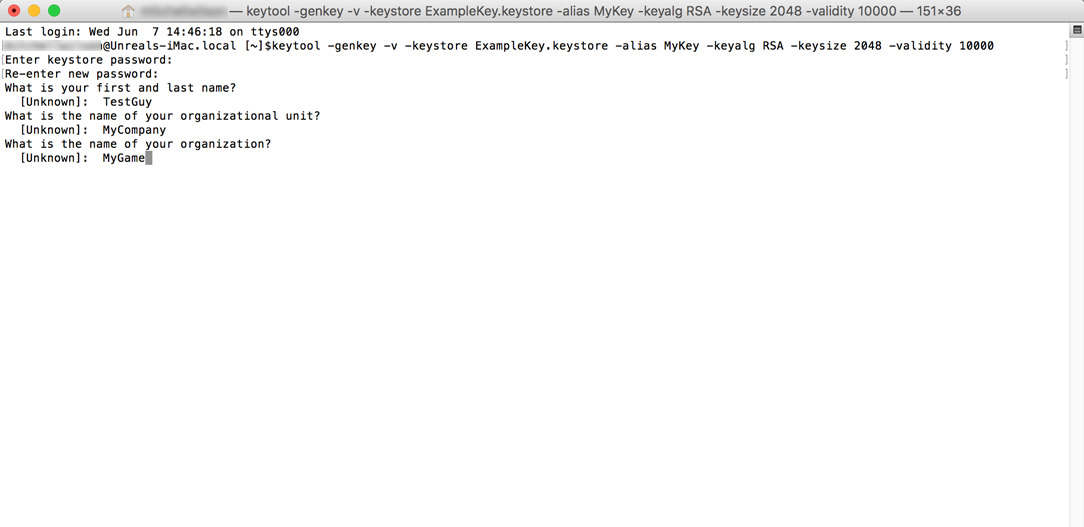 — keytool -genkey -v -keystore ExampleKey.keystore -alias MyKey -keyalg RSA -keysize 2048 -validity 10000 — 151×36
Last login: Wed Jun  7 14:46:18 on ttys000
@Unreals-iMac.local [~]$keytool -genkey -v -keystore ExampleKey.keystore -alias MyKey -keyalg RSA -keysize 2048 -validity 10000 ]
[Enter keystore password: ]
[Re-enter new password: ]
What is your first and last name?
[Unknown]:  TestGuy
What is the name of your organizational unit?
[Unknown]:  MyCompany
What is the name of your organization?
[Unknown]:  MyGame